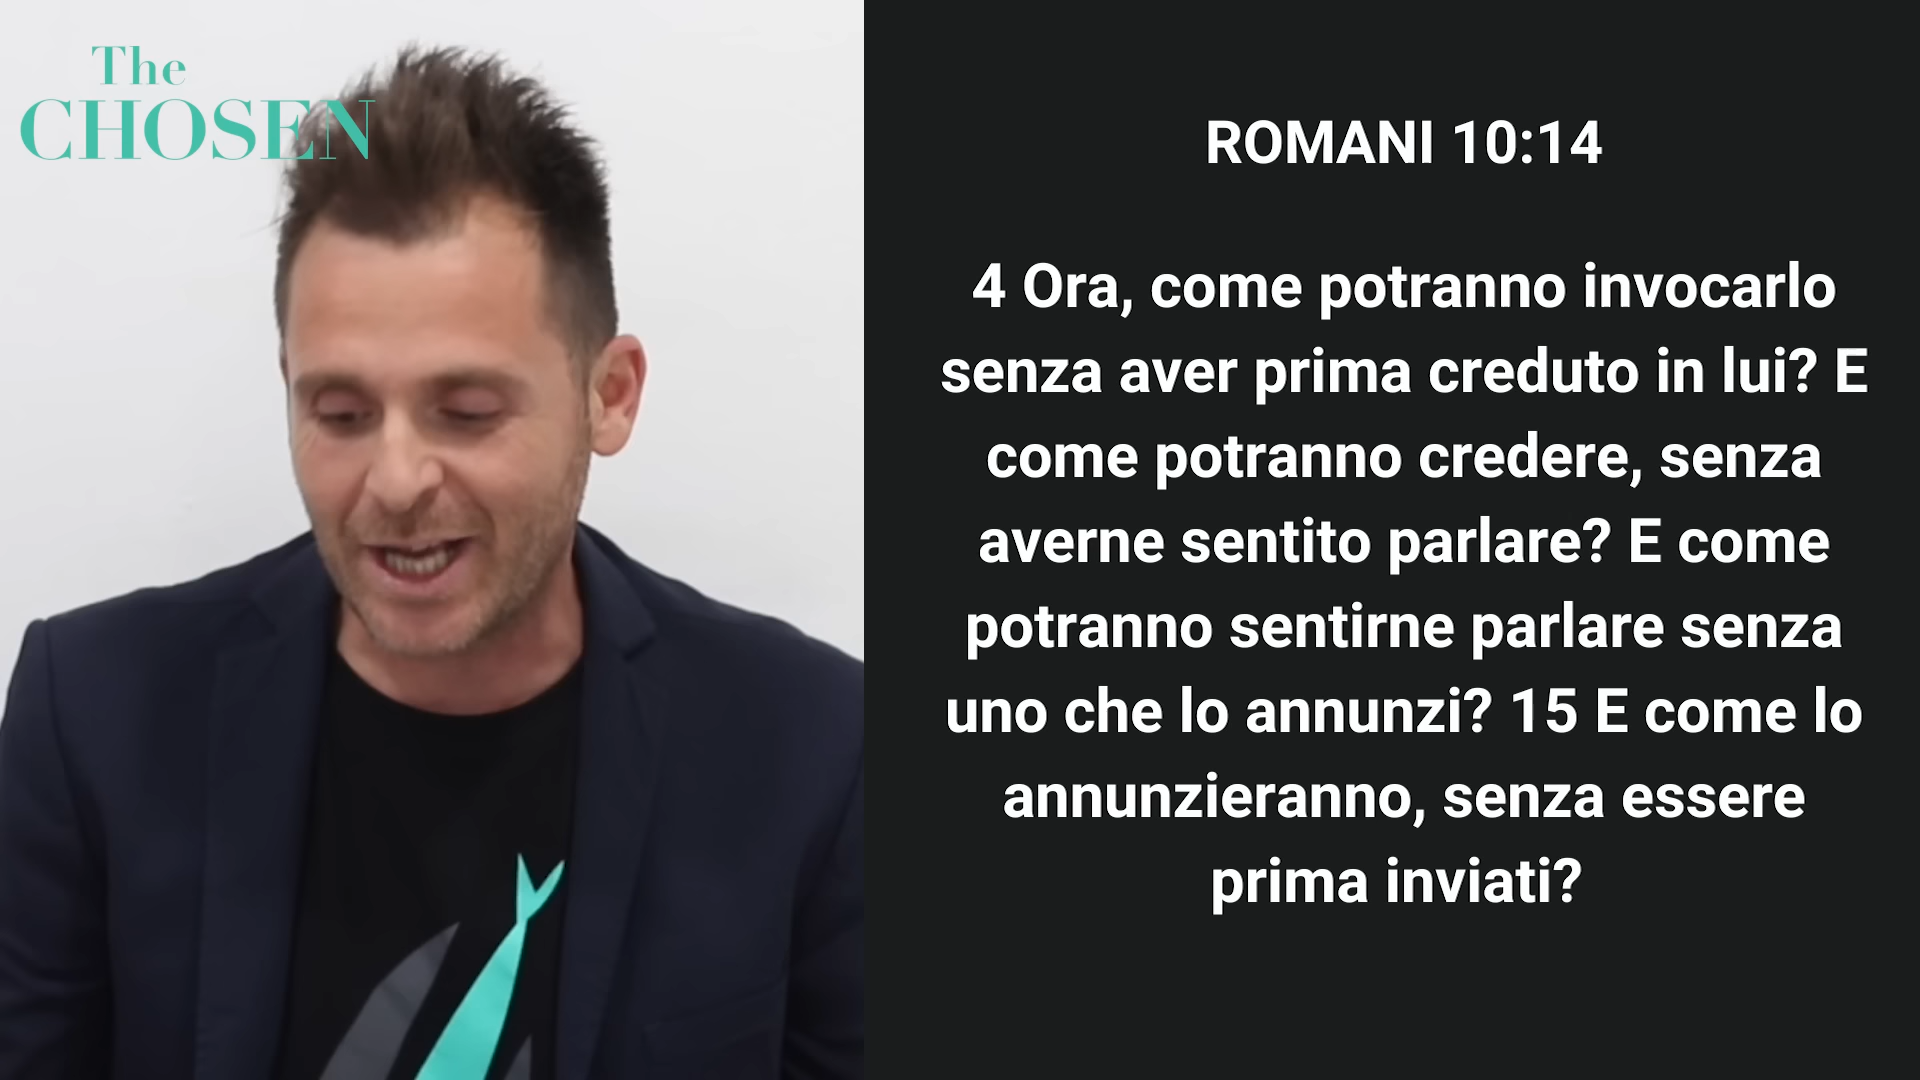 The
CHOSEN
ROMANI 10:14
4 Ora, come potranno invocarlo
senza aver prima creduto in lui? E
come potranno credere, senza
averne sentito parlare? E come
potranno sentirne parlare senza
uno che lo annunzi? 15 E come lo
annunzieranno, senza essere
prima inviati?